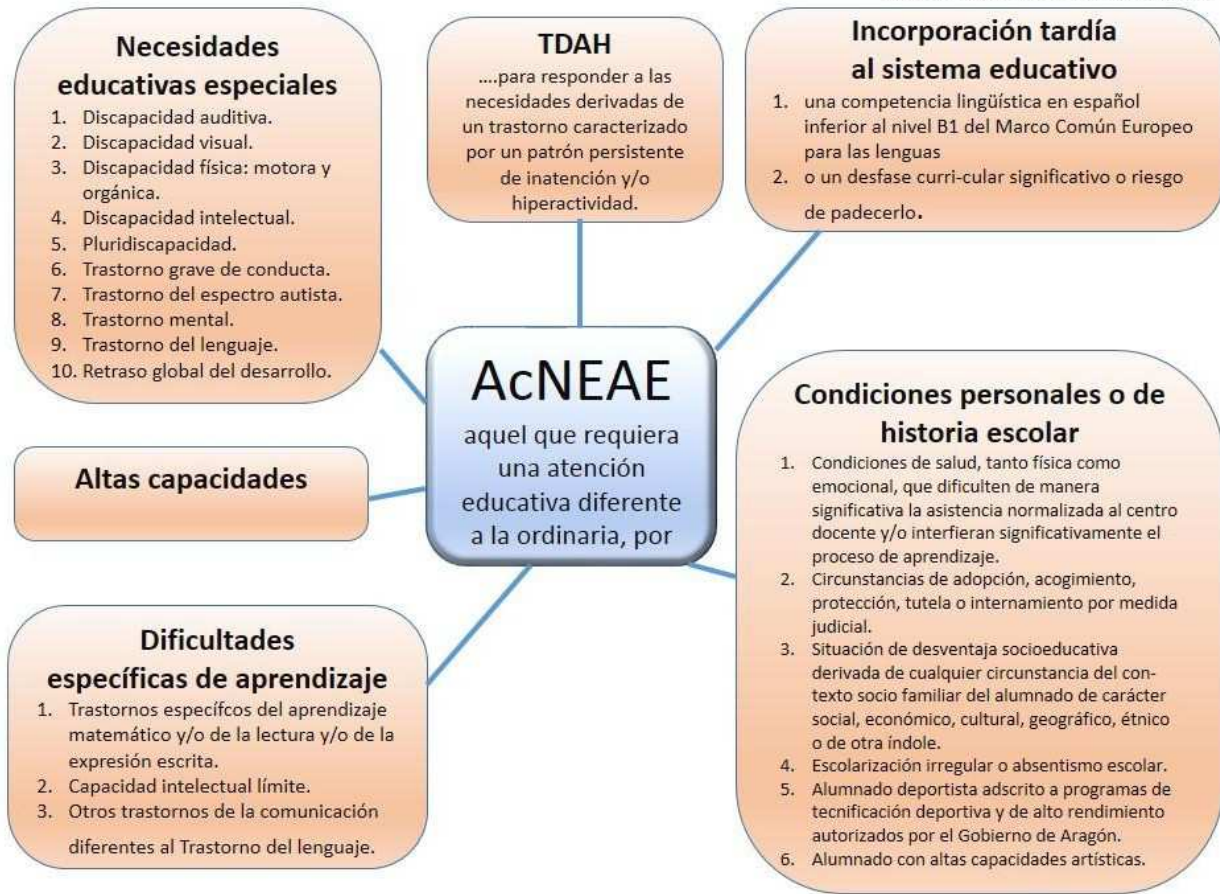 Necesidades
educativas especiales
1. Discapacidad auditiva.
2. Discapacidad visual.
3. Discapacidad física: motora y
orgánica.
4. Discapacidad intelectual.
5. Pluridiscapacidad.
6. Trastorno grave de conducta.
7. Trastorno del espectro autista.
8. Trastorno mental.
9. Trastorno del lenguaje.
10. Retraso global del desarrollo.
TDAH
....para responder a las
necesidades derivadas de
un trastorno caracterizado
por un patrón persistente
de inatención y/o
hiperactividad.
Incorporación tardía
al sistema educativo
1. una competencia lingüística en español
inferior al nivel B1 del Marco Común Europeo
para las lenguas
2. o un desfase curri-cular significativo o riesgo
de padecerlo.
AcNEAE
aquel que requiera
una atención
educativa diferente
a la ordinaria, por
Altas capacidades
Dificultades
específicas de aprendizaje
1. Trastornos específcos del aprendizaje
matemático y/o de la lectura y/o de la
expresión escrita.
2. Capacidad intelectual límite.
3. Otros trastornos de la comunicación
diferentes al Trastorno del lenguaje.
Condiciones personales o de
historia escolar
1. Condiciones de salud, tanto física como
emocional, que dificulten de manera
significativa la asistencia normalizada al centro
docente y/o interfieran significativamente el
proceso de aprendizaje.
2. Circunstancias de adopción, acogimiento,
protección, tutela o internamiento por medida
judicial.
3. Situación de desventaja socioeducativa
derivada de cualquier circunstancia del con-
texto socio familiar del alumnado de carácter
social, económico, cultural, geográfico, étnico
o de otra índole.
4. Escolarización irregular o absentismo escolar.
5. Alumnado deportista adscrito a programas de
tecnificación deportiva y de alto rendimiento
autorizados por el Gobierno de Aragón.
6. Alumnado con altas capacidades artísticas.